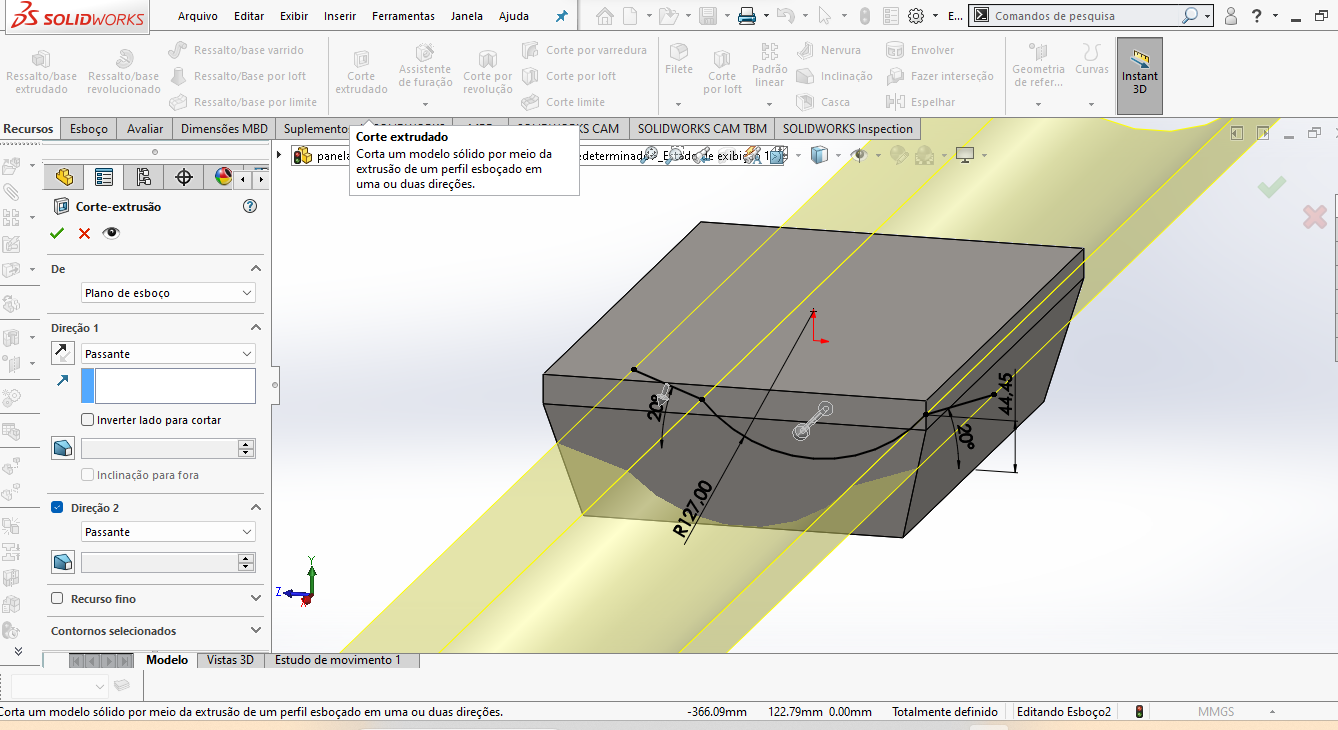 SOLIDWORKS
Arquivo Editar Exibir Inserir Ferramentas Janela Ajuda
E...
Comandos de pesquisa
?
Ressalto/base extrudado
Ressalto/base revolucionado
Ressalto/base varrido
Ressalto/Base por loft
Ressalto/base por limite
Corte extrudado
Assistente de furação
Corte por revolução
Corte por varredura
Corte por loft
Corte limite
Filete
Corte por loft
Padrão linear
Nervura
Inclinação
Casca
Envolver
Fazer interseção
Espelhar
Geometria de refer...
Curvas
Instant 3D
Recursos Esboço Avaliar Dimensões MBD Suplementos SOLIDWORKS CAM SOLIDWORKS CAM TBM SOLIDWORKS Inspection
Corte extrudado
Corta um modelo sólido por meio da
extrusão de um perfil esboçado em
uma ou duas direções.
panela
edeterminado>_Estado de exibição 1
Corte-extrusão
De
Plano de esboço
Direção 1
Passante
Inverter lado para cortar
Inclinação para fora
Direção 2
Passante
Recurso fino
Contornos selecionados
20°
R127,00
20°
44,45
Y
Z
X
Modelo Vistas 3D Estudo de movimento 1
Corta um modelo sólido por meio da extrusão de um perfil esboçado em uma ou duas direções.
-366.09mm 122.79mm 0.00mm Totalmente definido Editando Esboço2 MMGS